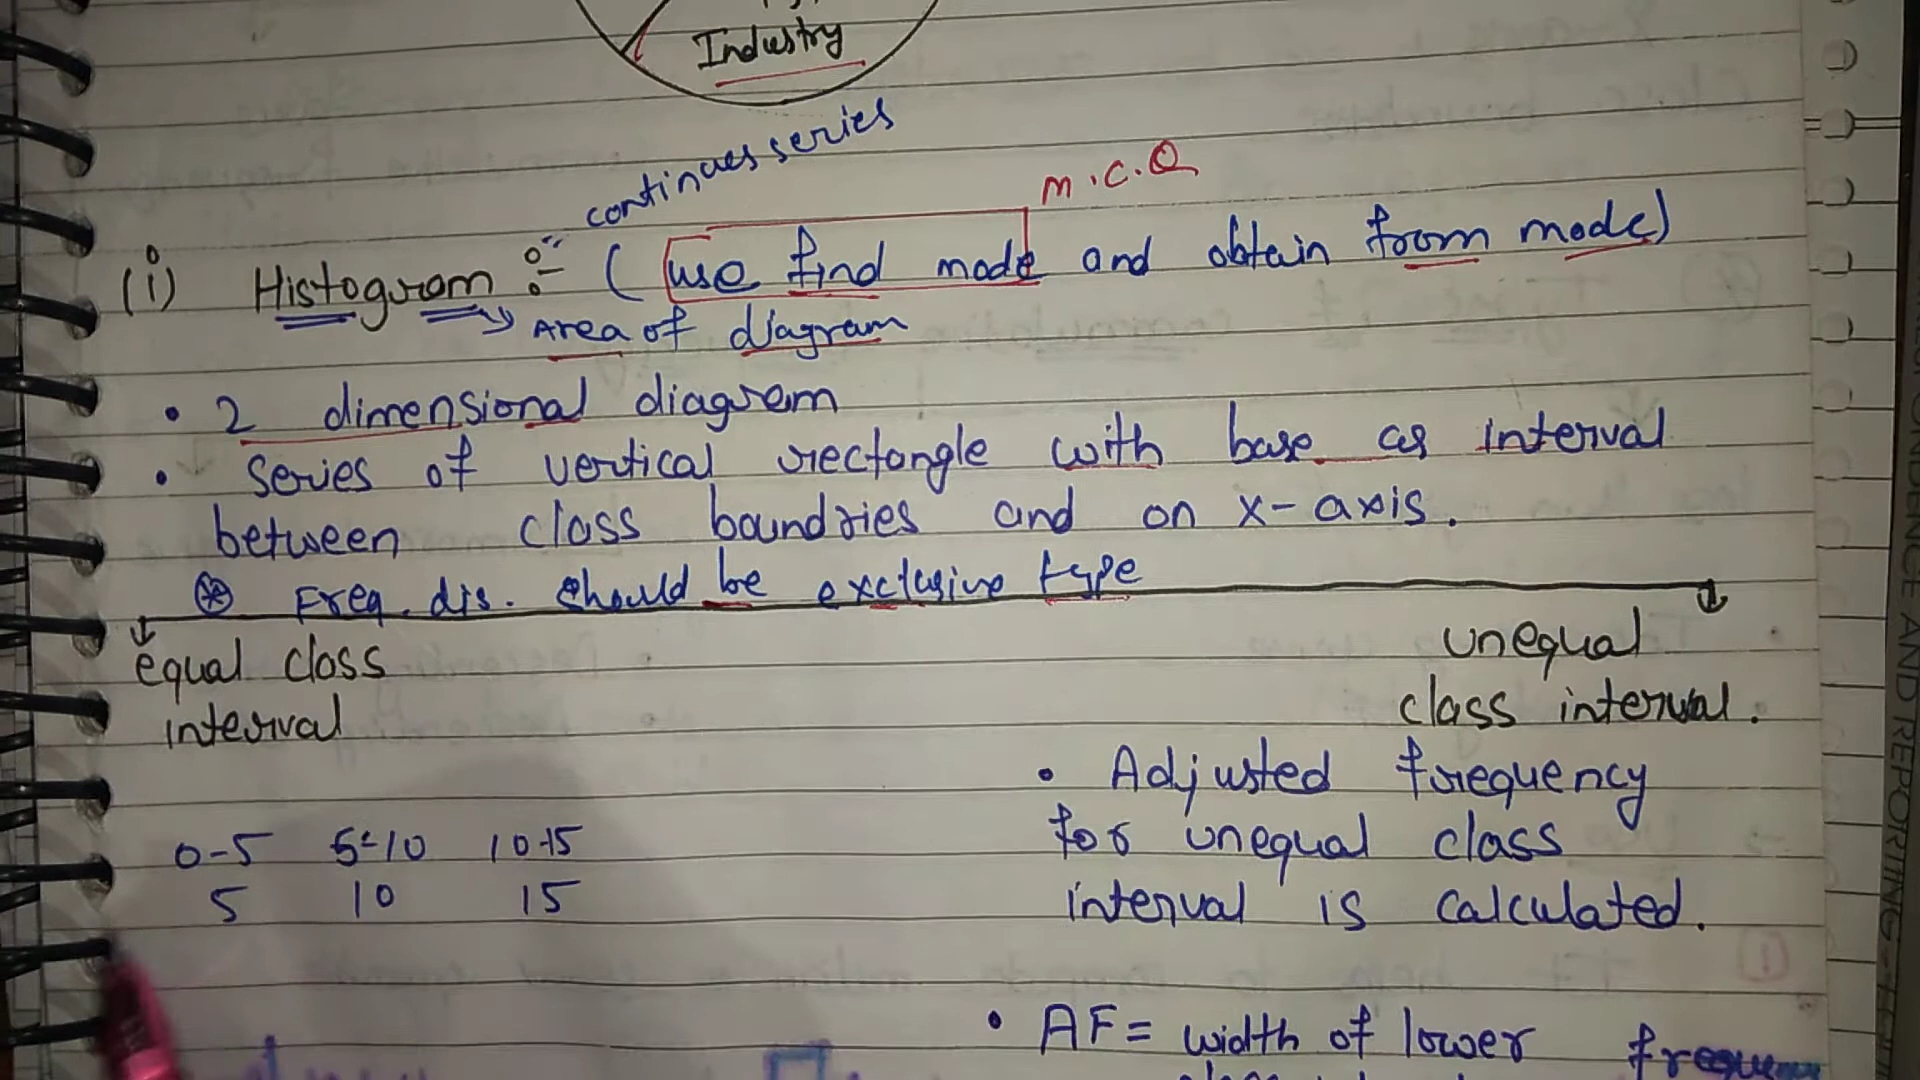 Industry
continues series
m.c.Q
(i) Histogram :- (use find mode and obtain from mode)
Area of diagram
• 2 dimensional diagram
• Series of vertical rectangle with base as interval
between class boundries and on x-axis.
⊛ Freq. dis. should be exclusive type
equal class
interval
unequal
class interval.
• Adjusted frequency
for unequal class
interval is calculated.
0-5 5-10 10-15
5 10 15
• AF = width of lower